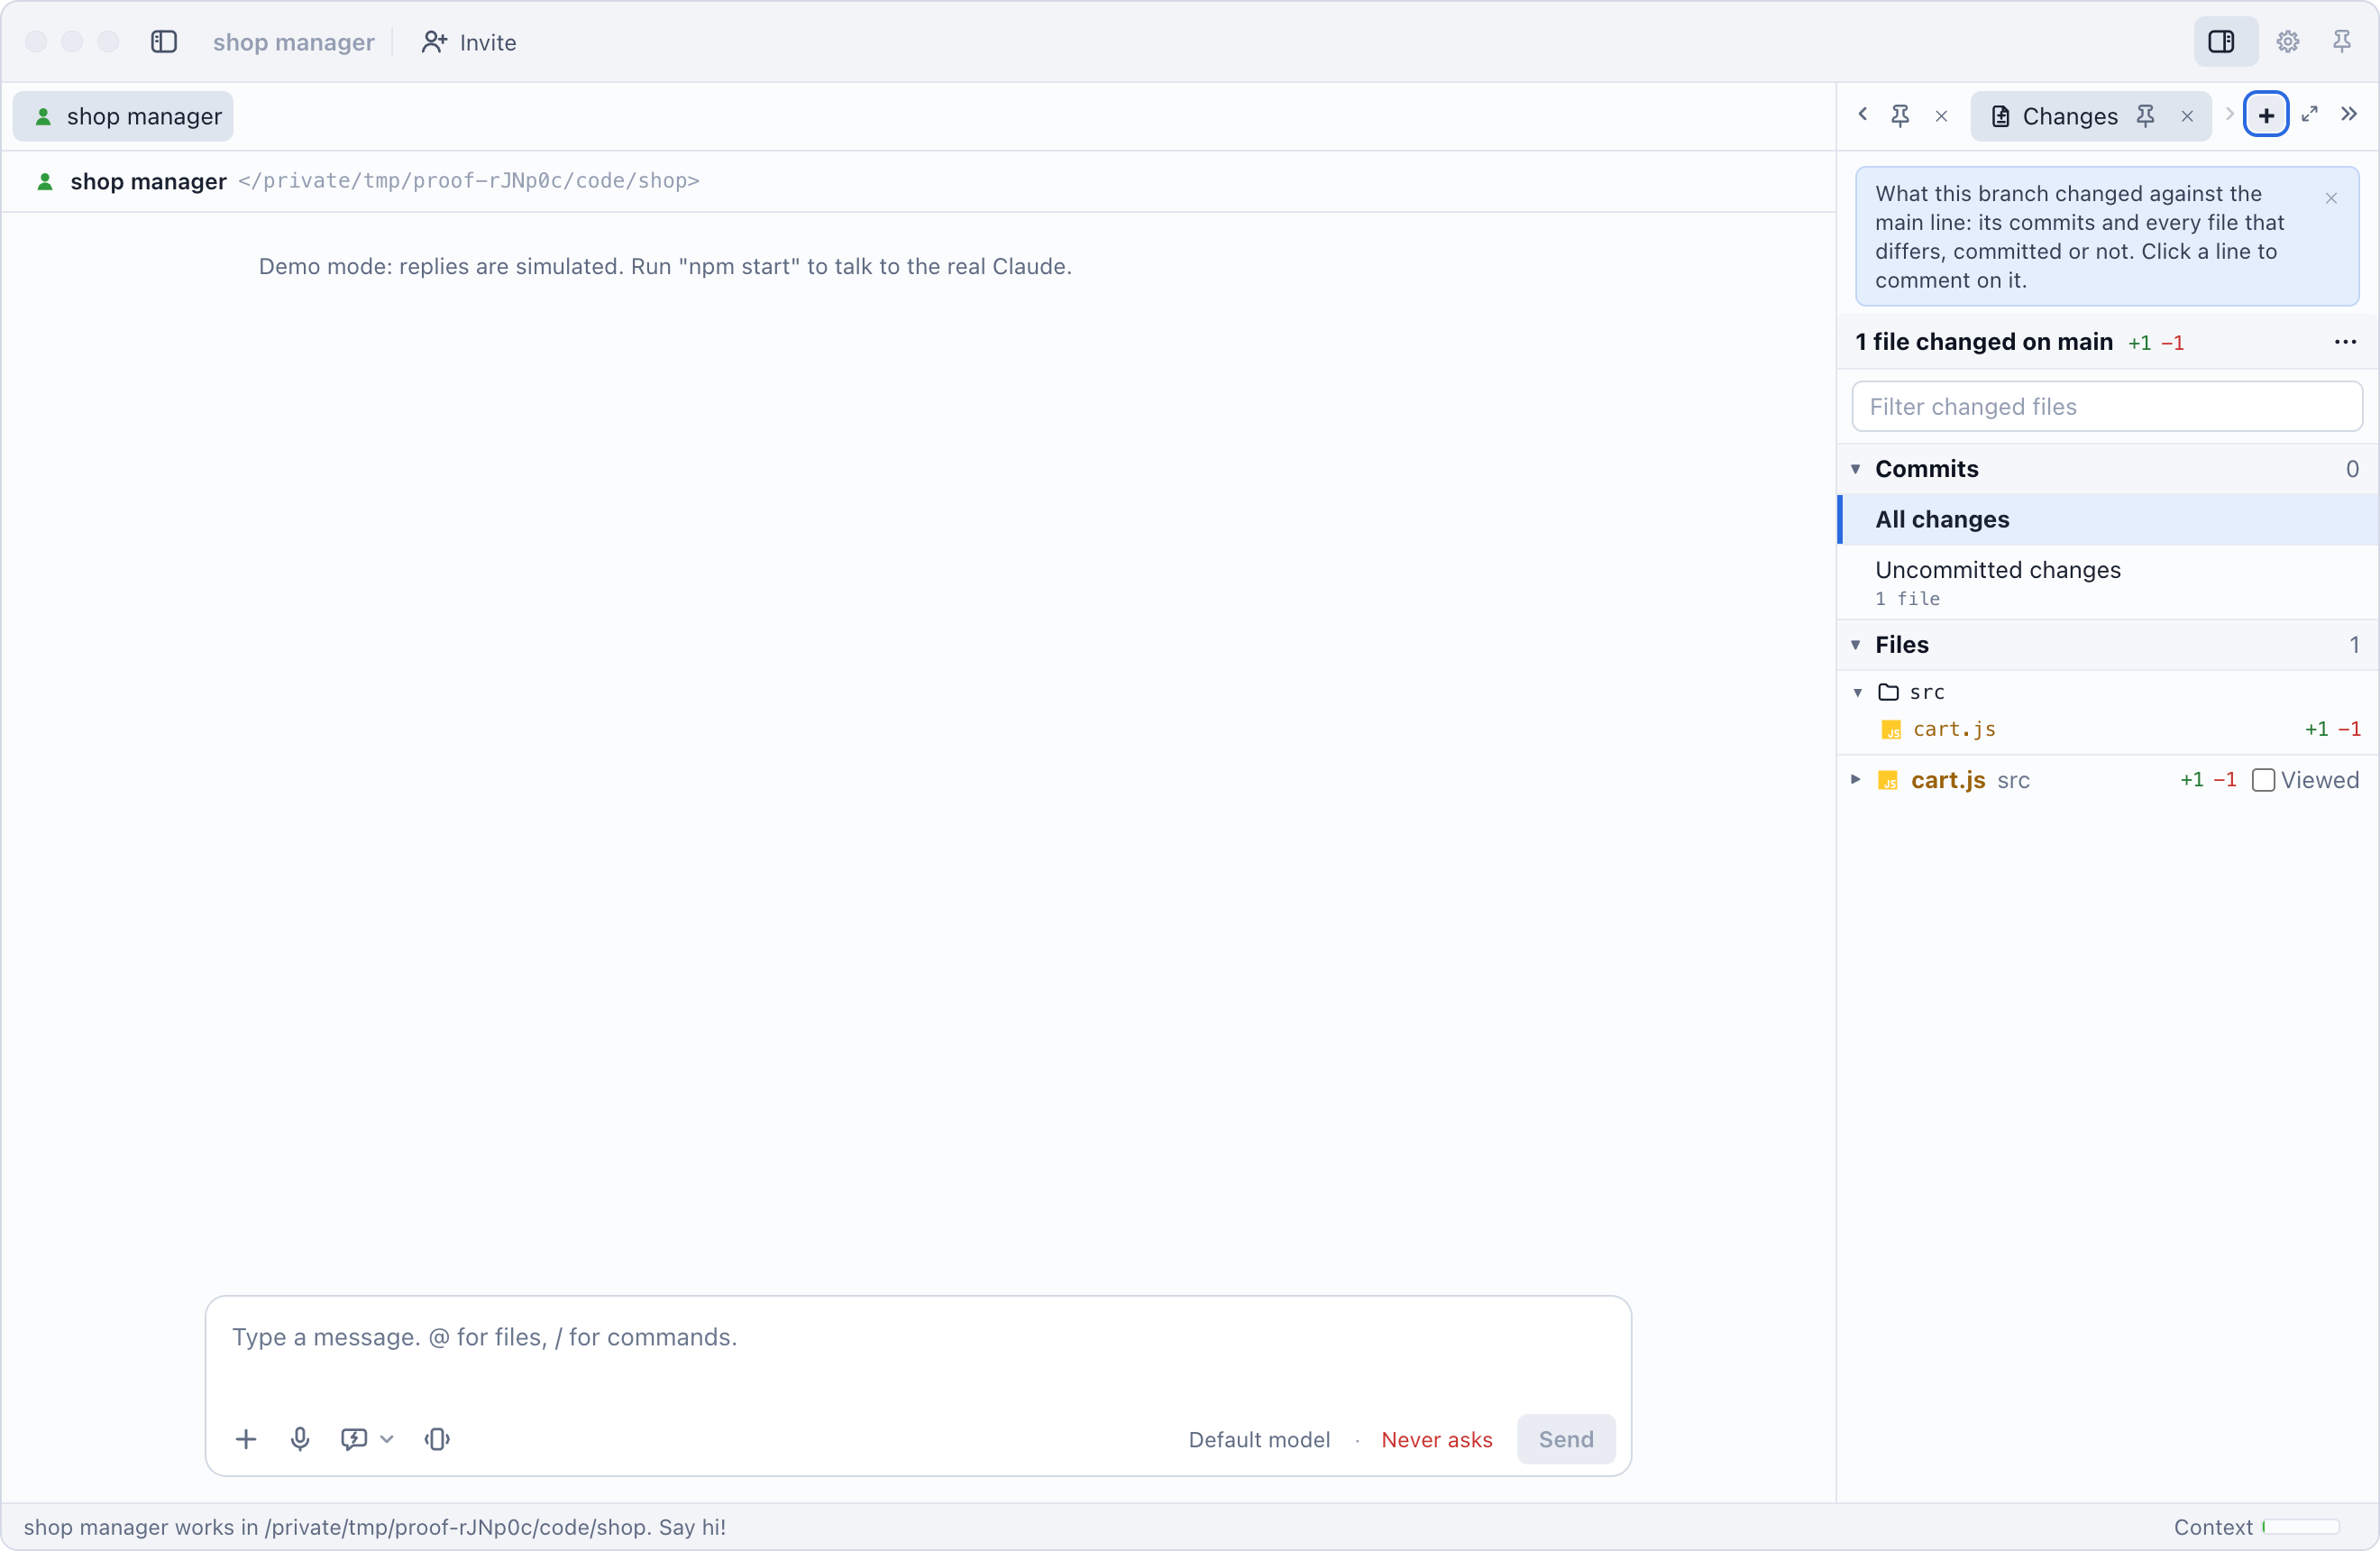 shop manager
Invite
shop manager
Changes
shop manager </private/tmp/proof-rJNp0c/code/shop>
Demo mode: replies are simulated. Run "npm start" to talk to the real Claude.
What this branch changed against the
main line: its commits and every file that
differs, committed or not. Click a line to
comment on it.
1 file changed on main +1 −1
Filter changed files
Commits 0
All changes
Uncommitted changes
1 file
Files 1
src
JS cart.js +1 −1
JS cart.js src +1 −1 Viewed
Type a message. @ for files, / for commands.
Default model · Never asks Send
shop manager works in /private/tmp/proof-rJNp0c/code/shop. Say hi!
Context